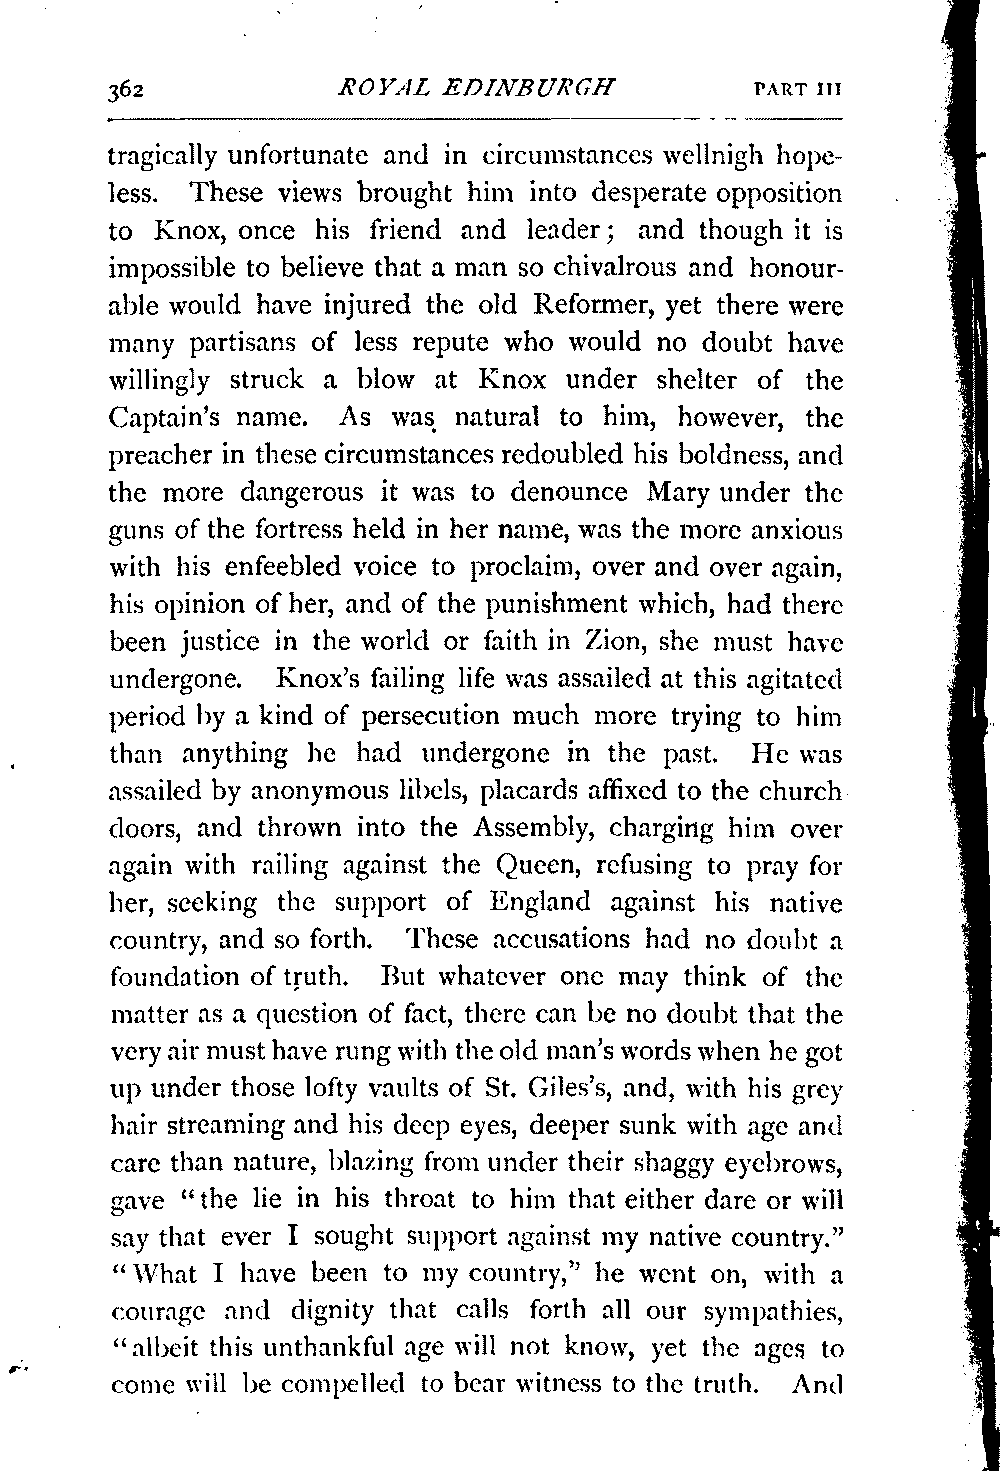 362 ROYAL EDINBURGH PART III
tragically unfortunate and in circumstances wellnigh hope-
less. These views brought him into desperate opposition
to Knox, once his friend and leader; and though it is
impossible to believe that a man so chivalrous and honour-
able would have injured the old Reformer, yet there were
many partisans of less repute who would no doubt have
willingly struck a blow at Knox under shelter of the
Captain's name. As was natural to him, however, the
preacher in these circumstances redoubled his boldness, and
the more dangerous it was to denounce Mary under the
guns of the fortress held in her name, was the more anxious
with his enfeebled voice to proclaim, over and over again,
his opinion of her, and of the punishment which, had there
been justice in the world or faith in Zion, she must have
undergone. Knox's failing life was assailed at this agitated
period by a kind of persecution much more trying to him
than anything he had undergone in the past. He was
assailed by anonymous libels, placards affixed to the church
doors, and thrown into the Assembly, charging him over
again with railing against the Queen, refusing to pray for
her, seeking the support of England against his native
country, and so forth. These accusations had no doubt a
foundation of truth. But whatever one may think of the
matter as a question of fact, there can be no doubt that the
very air must have rung with the old man's words when he got
up under those lofty vaults of St. Giles's, and, with his grey
hair streaming and his deep eyes, deeper sunk with age and
care than nature, blazing from under their shaggy eyebrows,
gave "the lie in his throat to him that either dare or will
say that ever I sought support against my native country."
"What I have been to my country," he went on, with a
courage and dignity that calls forth all our sympathies,
"albeit this unthankful age will not know, yet the ages to
come will be compelled to bear witness to the truth. And